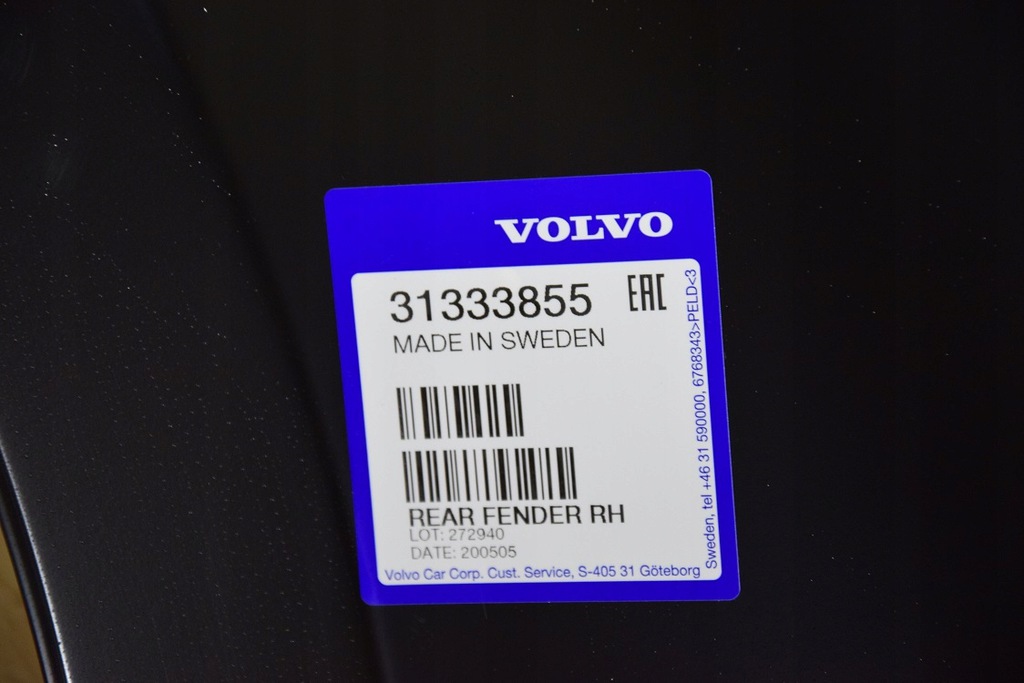 VOLVO
31333855
EAC
MADE IN SWEDEN
REAR FENDER RH
LOT: 272940
DATE: 200505
Volvo Car Corp. Cust. Service, S-405 31 Göteborg
Sweden, tel +46 31 590000, 6768343>PELD<3